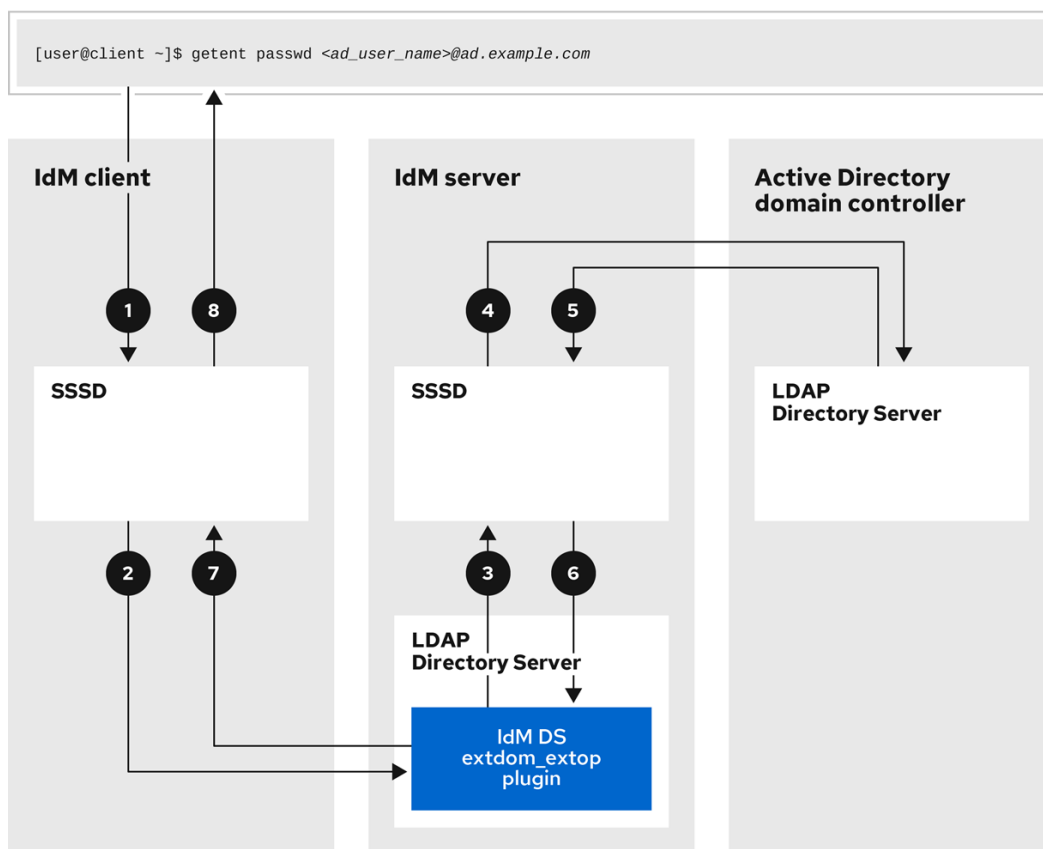 [user@client ~]$ getent passwd <ad_user_name>@ad.example.com
IdM client
IdM server
Active Directory
domain controller
1
8
4
5
SSSD
SSSD
LDAP
Directory Server
2
7
3
6
LDAP
Directory Server
IdM DS
extdom_extop
plugin